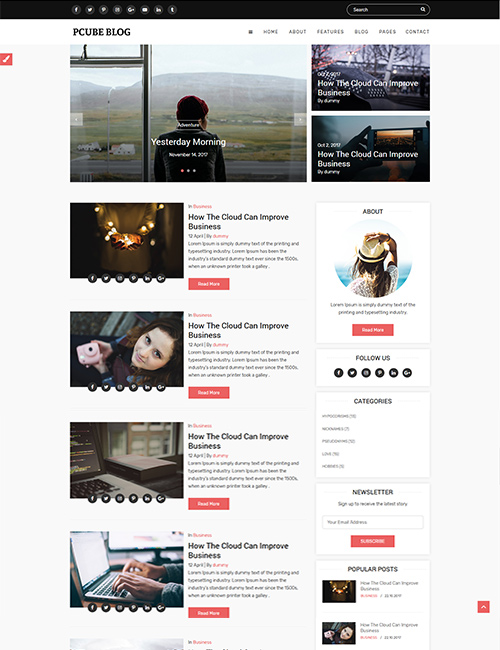 Search
PCUBE BLOG
HOME ABOUT FEATURES BLOG PAGES CONTACT
Adventure
Yesterday Morning
November 14, 2017
How The Cloud Can Improve
Business
By dummy
Oct 2, 2017
How The Cloud Can Improve
Business
By dummy
In Business
How The Cloud Can Improve
Business
12 April | By dummy
Lorem Ipsum is simply dummy text of the printing and
typesetting industry. Lorem Ipsum has been the
industry's standard dummy text ever since the 1500s,
when an unknown printer took a galley..
Read More
In Business
How The Cloud Can Improve
Business
12 April | By dummy
Lorem Ipsum is simply dummy text of the printing and
typesetting industry. Lorem Ipsum has been the
industry's standard dummy text ever since the 1500s,
when an unknown printer took a galley..
Read More
In Business
How The Cloud Can Improve
Business
12 April | By dummy
Lorem Ipsum is simply dummy text of the printing and
typesetting industry. Lorem Ipsum has been the
industry's standard dummy text ever since the 1500s,
when an unknown printer took a galley..
Read More
In Business
How The Cloud Can Improve
Business
12 April | By dummy
Lorem Ipsum is simply dummy text of the printing and
typesetting industry. Lorem Ipsum has been the
industry's standard dummy text ever since the 1500s,
when an unknown printer took a galley..
Read More
In Business
ABOUT
Lorem Ipsum is simply dummy text of the
printing and typesetting industry.
Read More
FOLLOW US
CATEGORIES
NICKNAMES (7)
LOVE (16)
NEWSLETTER
Sign up to receive the latest story.
Your Email Address
SUBSCRIBE
POPULAR POSTS
How The Cloud Can Improve
Business
BUSINESS / 22.10.2017
How The Cloud Can Improve
Business
BUSINESS / 22.10.2017